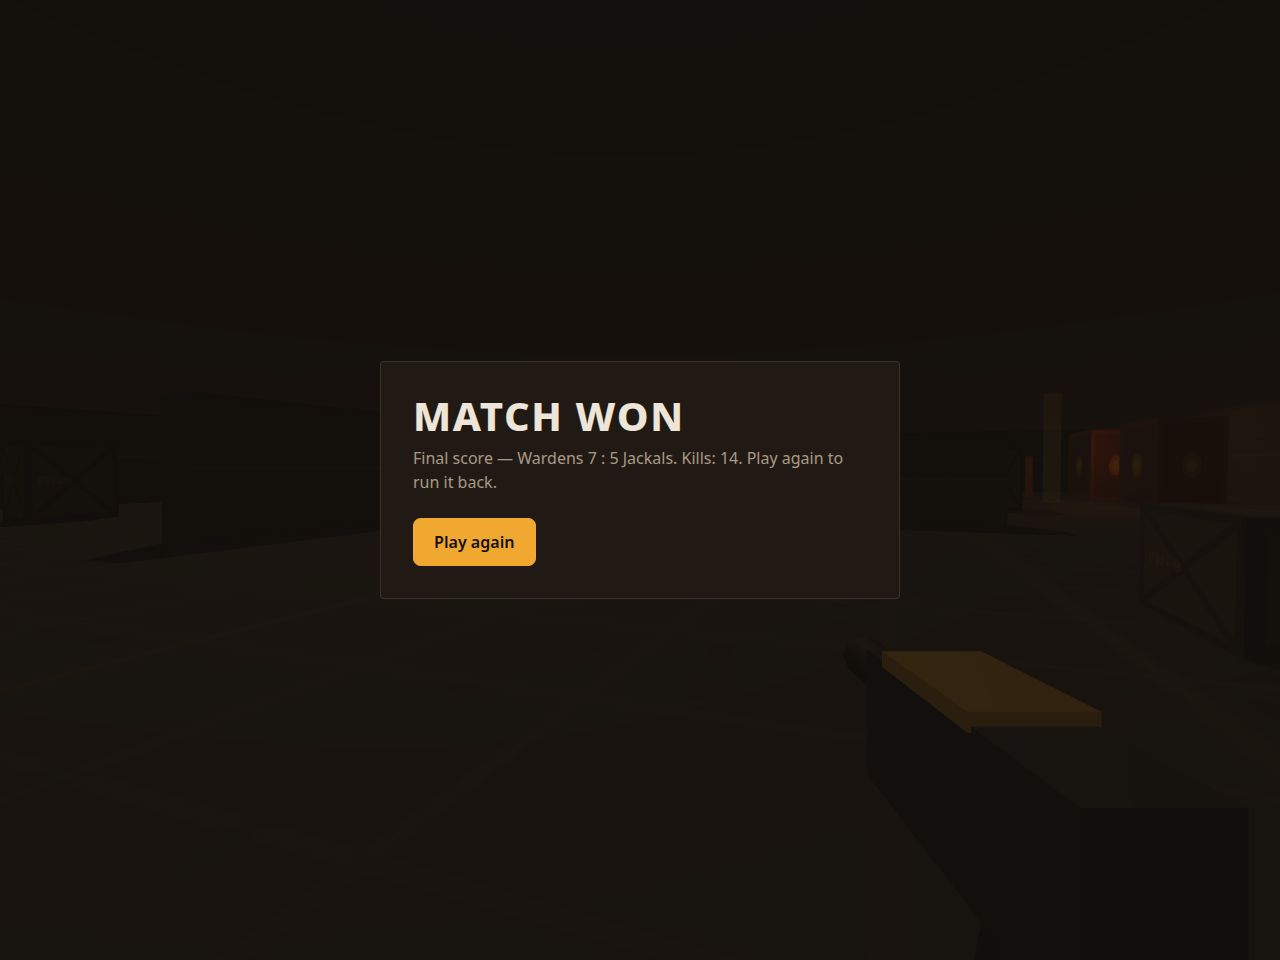 MATCH WON
Final score — Wardens 7 : 5 Jackals. Kills: 14. Play again to
run it back.
Play again